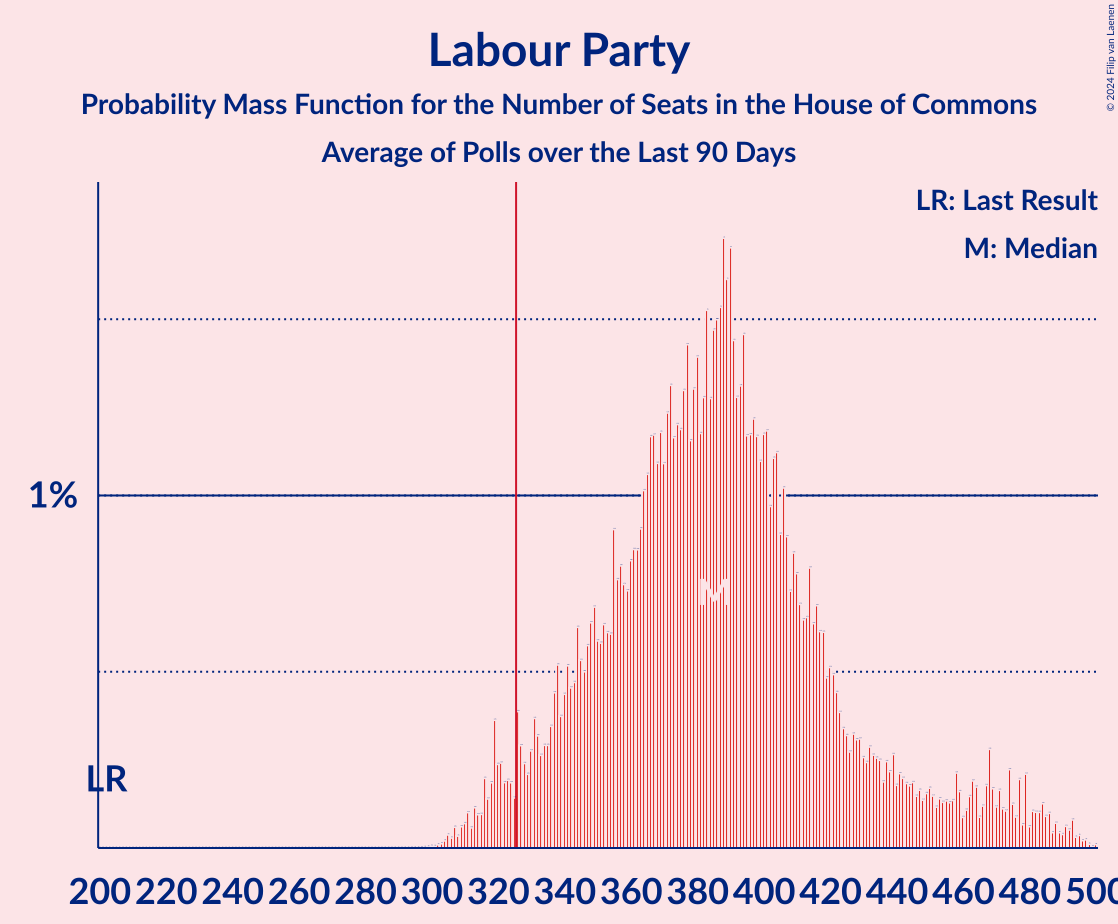 Labour Party
Probability Mass Function for the Number of Seats in the House of Commons
Average of Polls over the Last 90 Days
© 2024 Filip van Laenen
LR: Last Result
M: Median
1%
M
LR
200 220 240 260 280 300 320 340 360 380 400 420 440 460 480 500